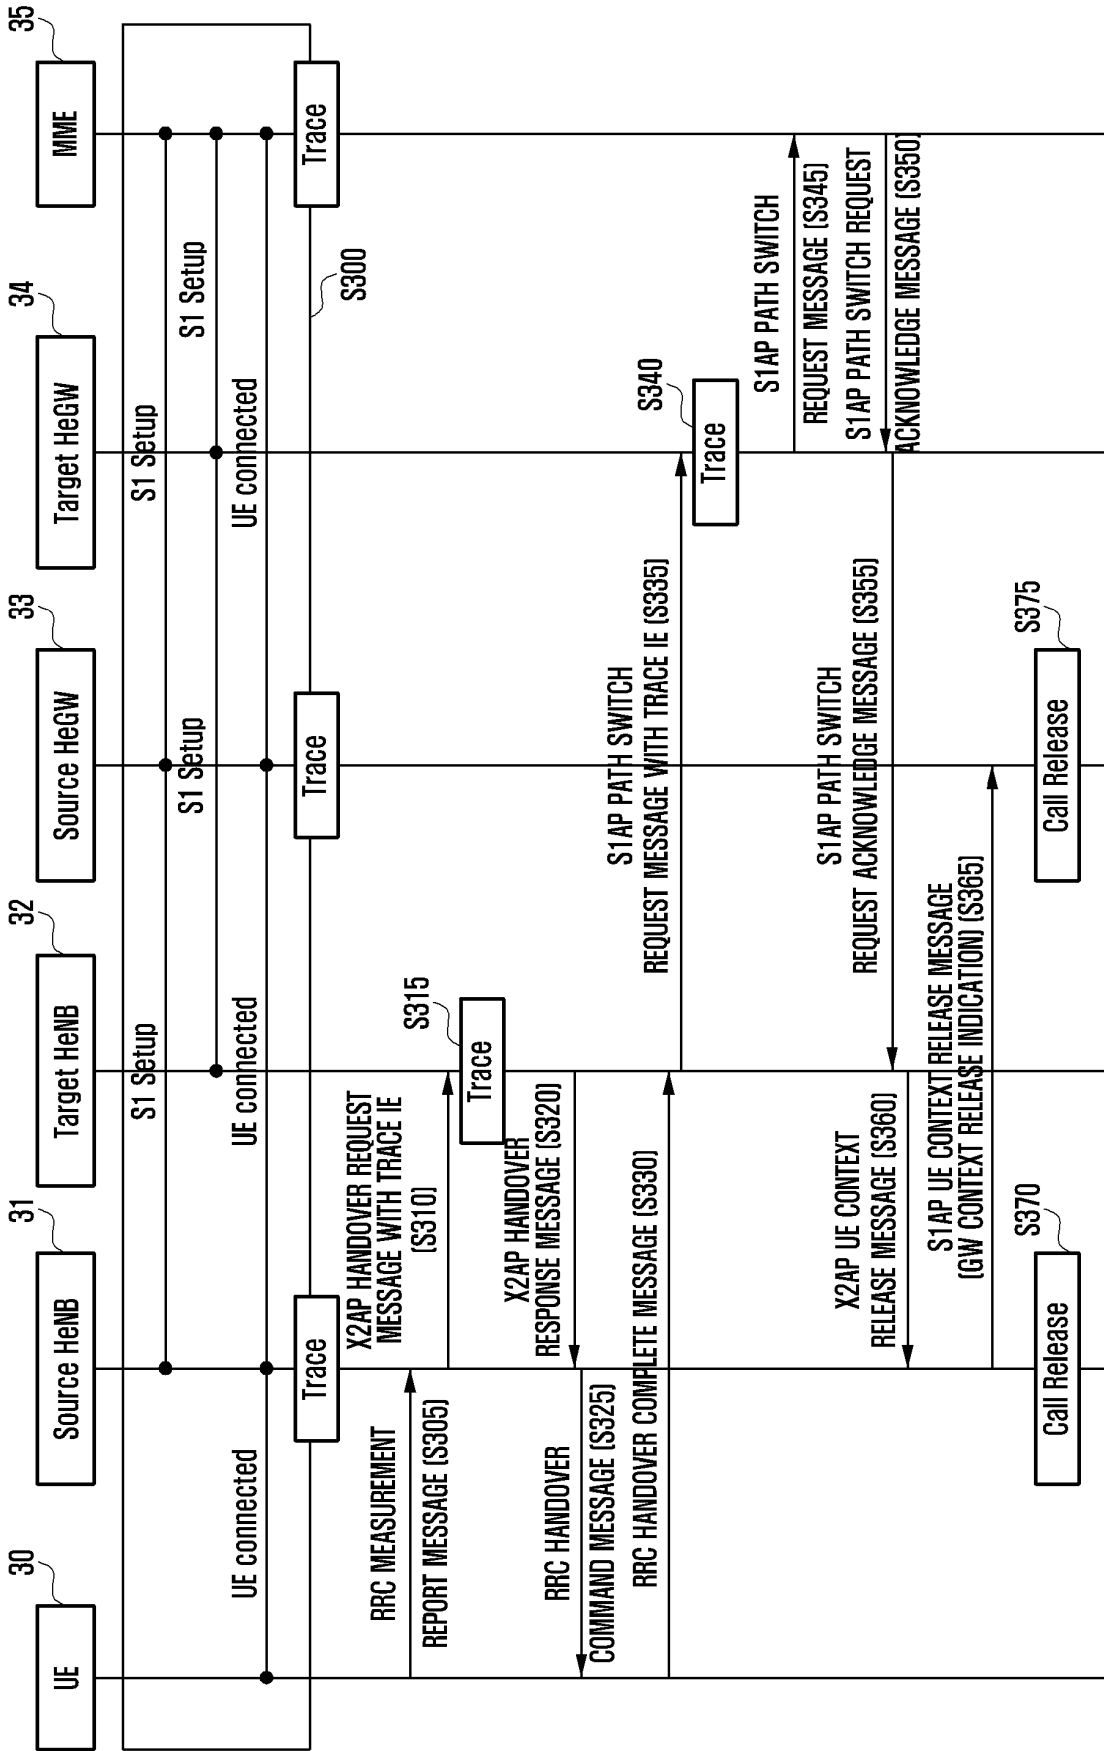 30
31
32
33
34
35
UE
Source HeNB
Target HeNB
Source HeGW
Target HeGW
MME
S1 Setup
S1 Setup
S1 Setup
S1 Setup
UE connected
UE connected
UE connected
Trace
Trace
Trace
S300
RRC MEASUREMENT
REPORT MESSAGE (S305)
X2AP HANDOVER REQUEST
MESSAGE WITH TRACE IE
(S310)
S315
Trace
X2AP HANDOVER
RESPONSE MESSAGE (S320)
RRC HANDOVER
COMMAND MESSAGE (S325)
RRC HANDOVER COMPLETE MESSAGE (S330)
S1AP PATH SWITCH
REQUEST MESSAGE WITH TRACE IE (S335)
S340
Trace
S1AP PATH SWITCH
REQUEST MESSAGE (S345)
S1AP PATH SWITCH REQUEST
ACKNOWLEDGE MESSAGE (S350)
S1AP PATH SWITCH
REQUEST ACKNOWLEDGE MESSAGE (S355)
X2AP UE CONTEXT
RELEASE MESSAGE (S360)
S1AP UE CONTEXT RELEASE MESSAGE
(GW CONTEXT RELEASE INDICATION) (S365)
S370
Call Release
S375
Call Release